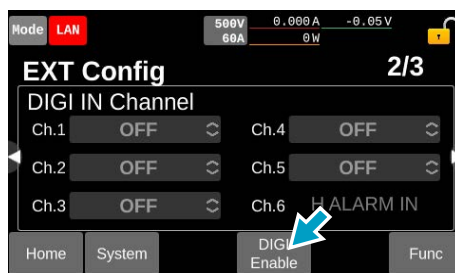 Mode LAN 500V 0.000A -0.05V
60A 0W
EXT Config 2/3
DIGI IN Channel
Ch.1 OFF Ch.4 OFF
Ch.2 OFF Ch.5 OFF
Ch.3 OFF Ch.6 H ALARM IN
Home System DIGI Func
Enable